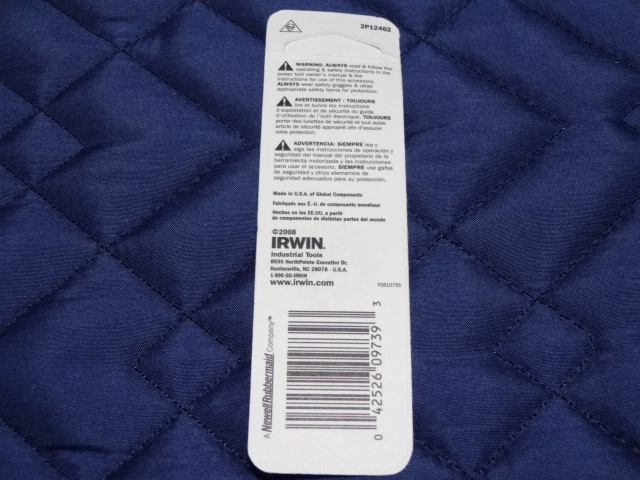 2P12462
WARNING: ALWAYS read & follow the
operating & safety instructions in the
power tool owner's manual & the
instructions for use of this accessory.
ALWAYS wear safety goggles & other
appropriate safety items for protection.
AVERTISSEMENT : TOUJOURS
lire et suivre les instructions
d'exploitation et de sécurité du guide
d'utilisation de l'outil électrique. TOUJOURS
porter des lunettes de sécurité et tout autre
article de sécurité approprié afin d'assurer
votre protection.
ADVERTENCIA: SIEMPRE lea y
siga las instrucciones de operación y
seguridad del manual del propietario de la
herramienta motorizada y las instrucciones
para usar el accesorio. SIEMPRE use gafas
de seguridad y otros elementos de
seguridad adecuados para su protección.
Made in U.S.A. of Global Components
Fabriqués aux É.-U. de composants mondiaux
Hechos en los EE.UU. a partir
de componentes de distintas partes del mundo
©2008
IRWIN.
Industrial Tools
8935 NorthPointe Executive Dr.
Huntersville, NC 28078 - U.S.A.
1-800-GO-IRWIN
www.irwin.com
A Newell Rubbermaid Company™
0 42526 09739 3